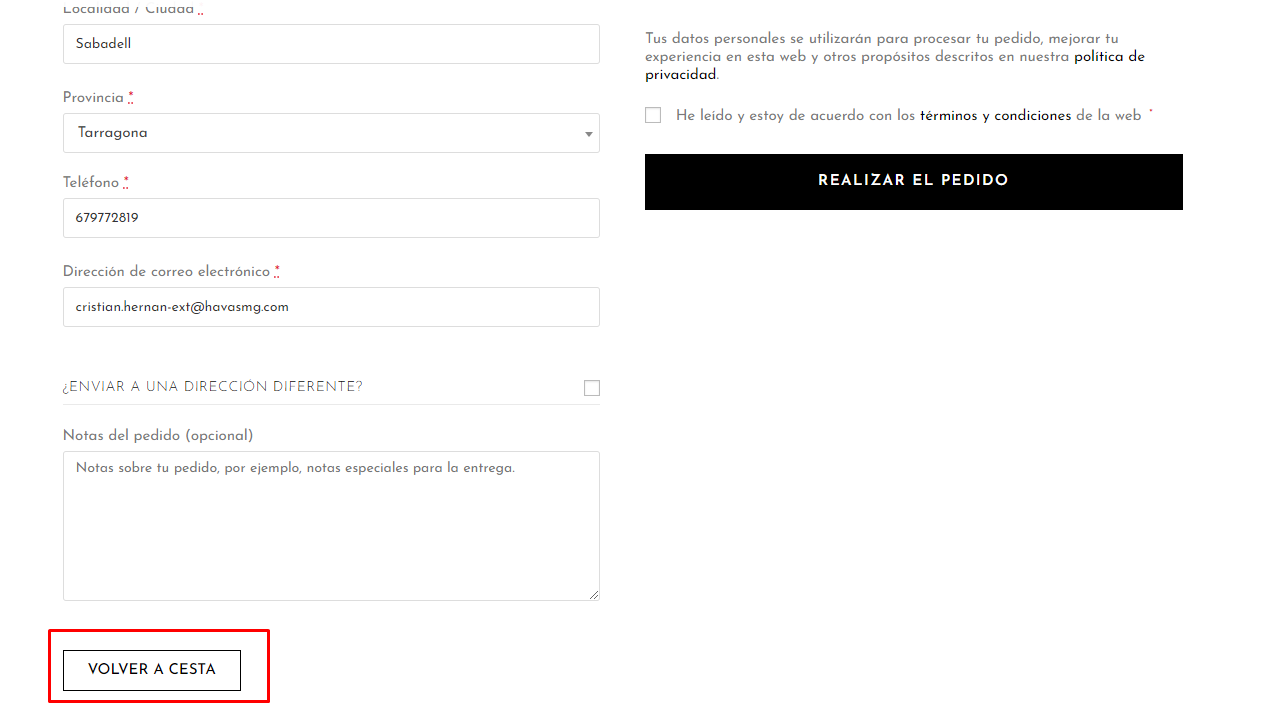 Localidad / Ciudad *
Sabadell
Provincia *
Tarragona
Teléfono *
679772819
Dirección de correo electrónico *
cristian.hernan-ext@havasmg.com
¿ENVIAR A UNA DIRECCIÓN DIFERENTE?
Notas del pedido (opcional)
Notas sobre tu pedido, por ejemplo, notas especiales para la entrega.
VOLVER A CESTA
Tus datos personales se utilizarán para procesar tu pedido, mejorar tu
experiencia en esta web y otros propósitos descritos en nuestra política de
privacidad.
He leído y estoy de acuerdo con los términos y condiciones de la web *
REALIZAR EL PEDIDO